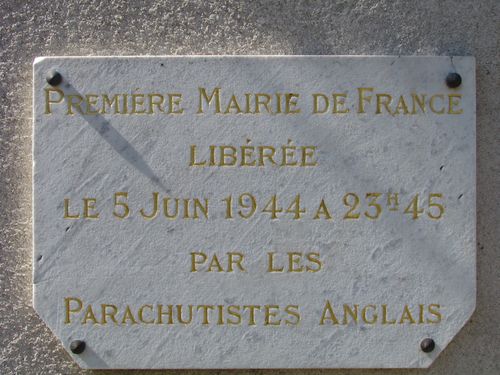 PREMIÉRE MAIRIE DE FRANCE
LIBÉRÉE
LE 5 JUIN 1944 A 23H45
PAR LES
PARACHUTISTES ANGLAIS